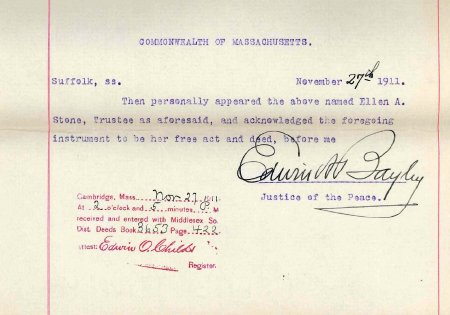 COMMONWEALTH OF MASSACHUSETTS.
Suffolk, ss. November 27th 1911.
Then personally appeared the above named Ellen A.
Stone, Trustee as aforesaid, and acknowledged the foregoing
instrument to be her free act and deed, before me
Edwin A Bayley
Justice of the Peace.
Cambridge, Mass. Nov-27, 1911
At 2 o'clock and 5 minutes P M
received and entered with Middlesex So.
Dist. Deeds Book 3653 Page 422
Attest: Edwin O. Childs
Register.